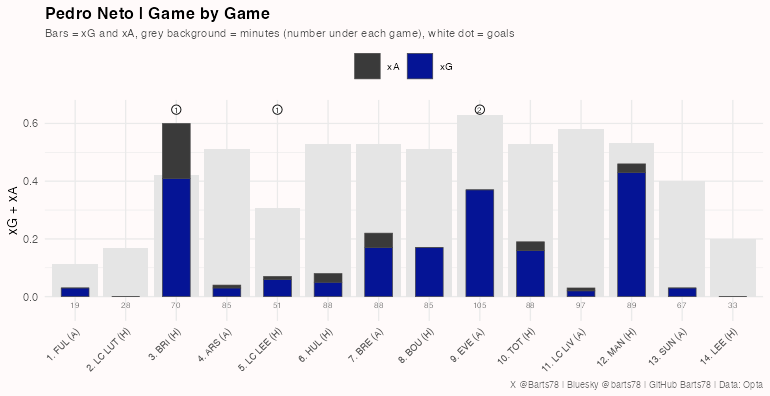 Pedro Neto | Game by Game
Bars = xG and xA, grey background = minutes (number under each game), white dot = goals
xA xG
xG + xA
0.6
0.4
0.2
0.0
1 1 2
19 28 70 85 51 88 88 85 105 88 97 89 67 33
1. FUL (A)
2. LC LUT (H)
3. BRI (H)
4. ARS (A)
5. LC LEE (H)
6. HUL (H)
7. BRE (A)
8. BOU (H)
9. EVE (A)
10. TOT (H)
11. LC LIV (A)
12. MAN (H)
13. SUN (A)
14. LEE (H)
X @Barts78 | Bluesky @barts78 | GitHub Barts78 | Data: Opta